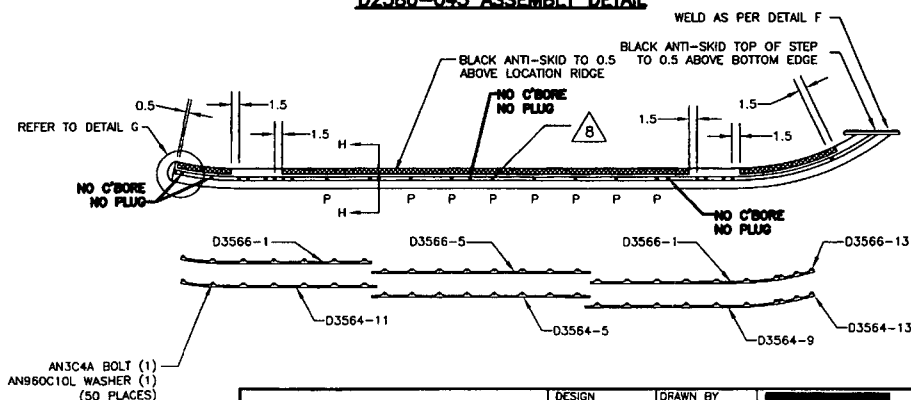 D2580-045 ASSEMBLY DETAIL
WELD AS PER DETAIL F
BLACK ANTI-SKID TO 0.5
ABOVE LOCATION RIDGE
BLACK ANTI-SKID TOP OF STEP
TO 0.5 ABOVE BOTTOM EDGE
0.5
1.5
1.5
NO C'BORE
NO PLUG
8
1.5
1.5
1.5
REFER TO DETAIL G
H
H
NO C'BORE
NO PLUG
P P P P P P P P
NO C'BORE
NO PLUG
D3566-1
D3566-5
D3566-1
D3566-13
D3564-11
D3564-5
D3564-9
D3564-13
AN3C4A BOLT (1)
AN960C10L WASHER (1)
(50 PLACES)
DESIGN
DRAWN BY